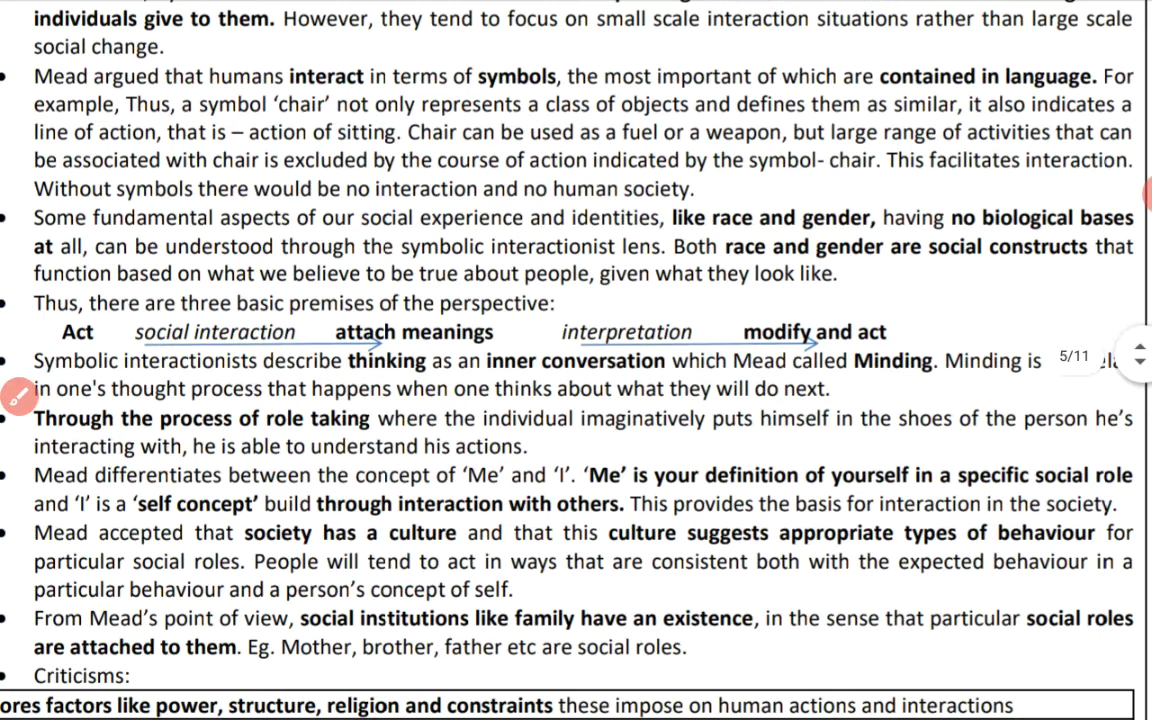 individuals give to them. However, they tend to focus on small scale interaction situations rather than large scale
social change.
• Mead argued that humans interact in terms of symbols, the most important of which are contained in language. For
example, Thus, a symbol ‘chair’ not only represents a class of objects and defines them as similar, it also indicates a
line of action, that is – action of sitting. Chair can be used as a fuel or a weapon, but large range of activities that can
be associated with chair is excluded by the course of action indicated by the symbol- chair. This facilitates interaction.
Without symbols there would be no interaction and no human society.
• Some fundamental aspects of our social experience and identities, like race and gender, having no biological bases
at all, can be understood through the symbolic interactionist lens. Both race and gender are social constructs that
function based on what we believe to be true about people, given what they look like.
• Thus, there are three basic premises of the perspective:
Act social interaction attach meanings interpretation modify and act
• Symbolic interactionists describe thinking as an inner conversation which Mead called Minding. Minding is 5/11
in one's thought process that happens when one thinks about what they will do next.
• Through the process of role taking where the individual imaginatively puts himself in the shoes of the person he’s
interacting with, he is able to understand his actions.
• Mead differentiates between the concept of ‘Me’ and ‘I’. ‘Me’ is your definition of yourself in a specific social role
and ‘I’ is a ‘self concept’ build through interaction with others. This provides the basis for interaction in the society.
• Mead accepted that society has a culture and that this culture suggests appropriate types of behaviour for
particular social roles. People will tend to act in ways that are consistent both with the expected behaviour in a
particular behaviour and a person’s concept of self.
• From Mead’s point of view, social institutions like family have an existence, in the sense that particular social roles
are attached to them. Eg. Mother, brother, father etc are social roles.
• Criticisms:
ores factors like power, structure, religion and constraints these impose on human actions and interactions